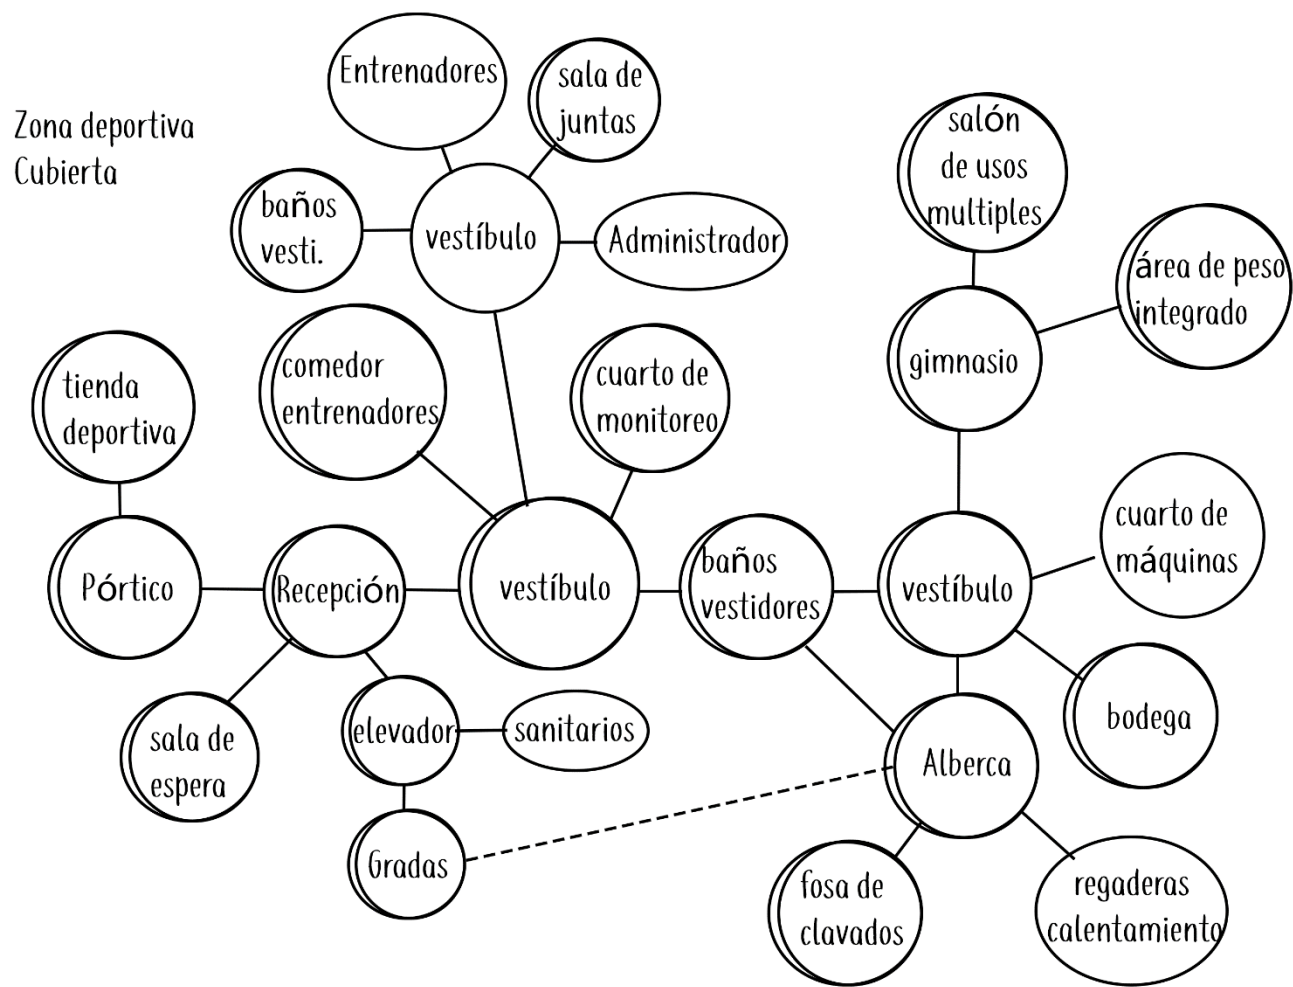 Zona deportiva
Cubierta
Entrenadores
sala de
juntas
baños
vesti.
vestíbulo
Administrador
salón
de usos
multiples
área de peso
integrado
gimnasio
tienda
deportiva
comedor
entrenadores
cuarto de
monitoreo
cuarto de
máquinas
Pórtico
Recepción
vestíbulo
baños
vestidores
vestíbulo
sala de
espera
elevador
sanitarios
bodega
Alberca
Gradas
fosa de
clavados
regaderas
calentamiento